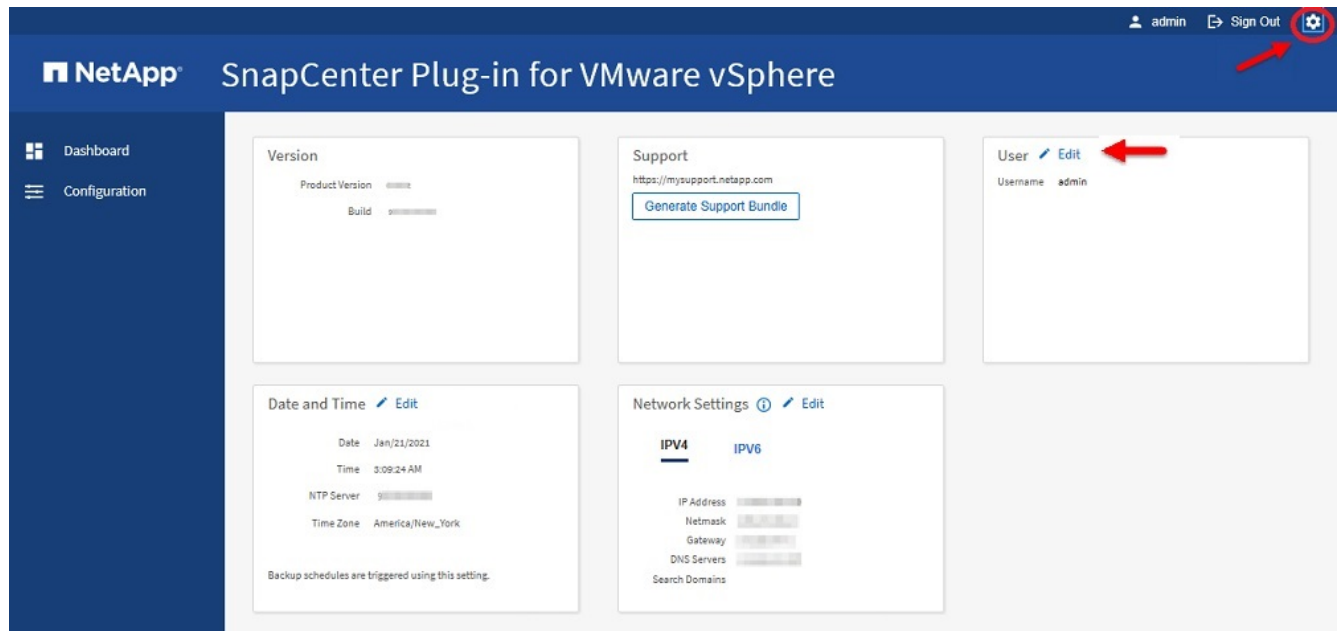 admin Sign Out
NetApp® SnapCenter Plug-in for VMware vSphere
Dashboard
Configuration
Version
Product Version
Build
Support
https://mysupport.netapp.com
Generate Support Bundle
User Edit
Username admin
Date and Time Edit
Date Jan/21/2021
Time 3:09:24 AM
NTP Server
Time Zone America/New_York
Backup schedules are triggered using this setting.
Network Settings Edit
IPV4 IPV6
IP Address
Netmask
Gateway
DNS Servers
Search Domains